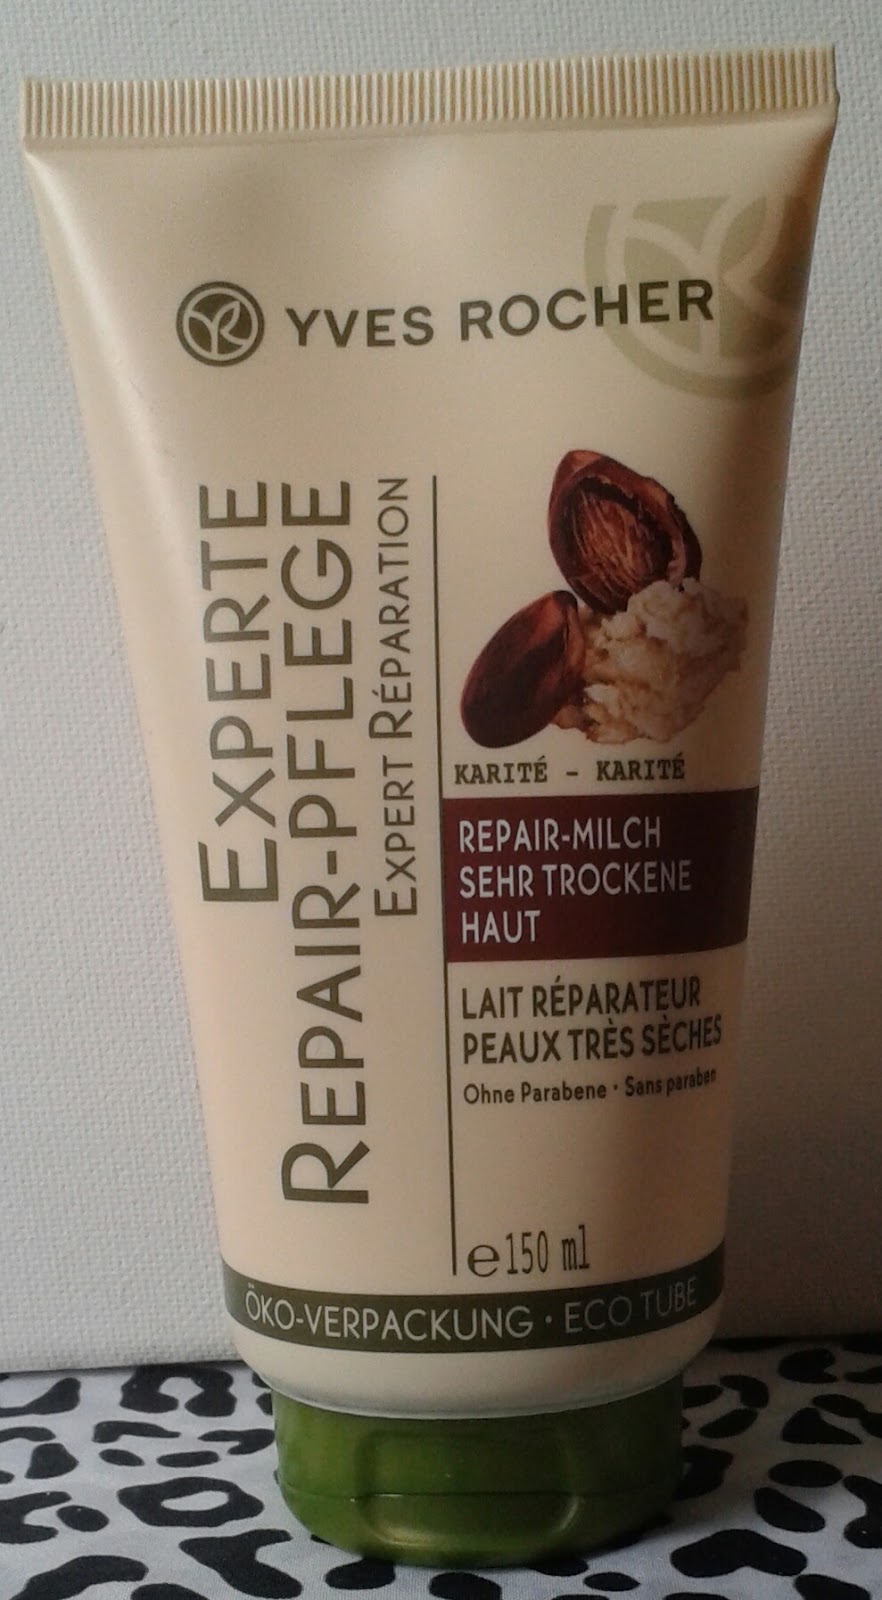 YVES ROCHER
EXPERTE
REPAIR-PFLEGE
EXPERT RÉPARATION
KARITÉ - KARITÉ
REPAIR-MILCH
SEHR TROCKENE
HAUT
LAIT RÉPARATEUR
PEAUX TRÈS SÈCHES
Ohne Parabene · Sans paraben
e 150 ml
ÖKO-VERPACKUNG · ECO TUBE